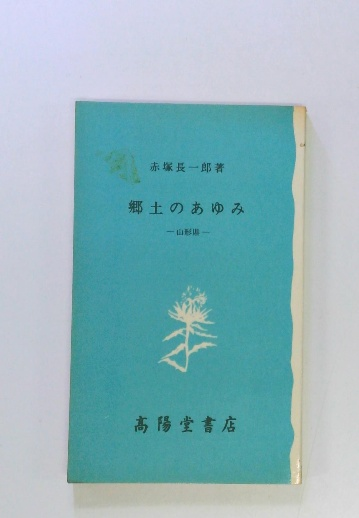 赤塚長一郎著
郷土のあゆみ
―山形県―
高陽堂書店